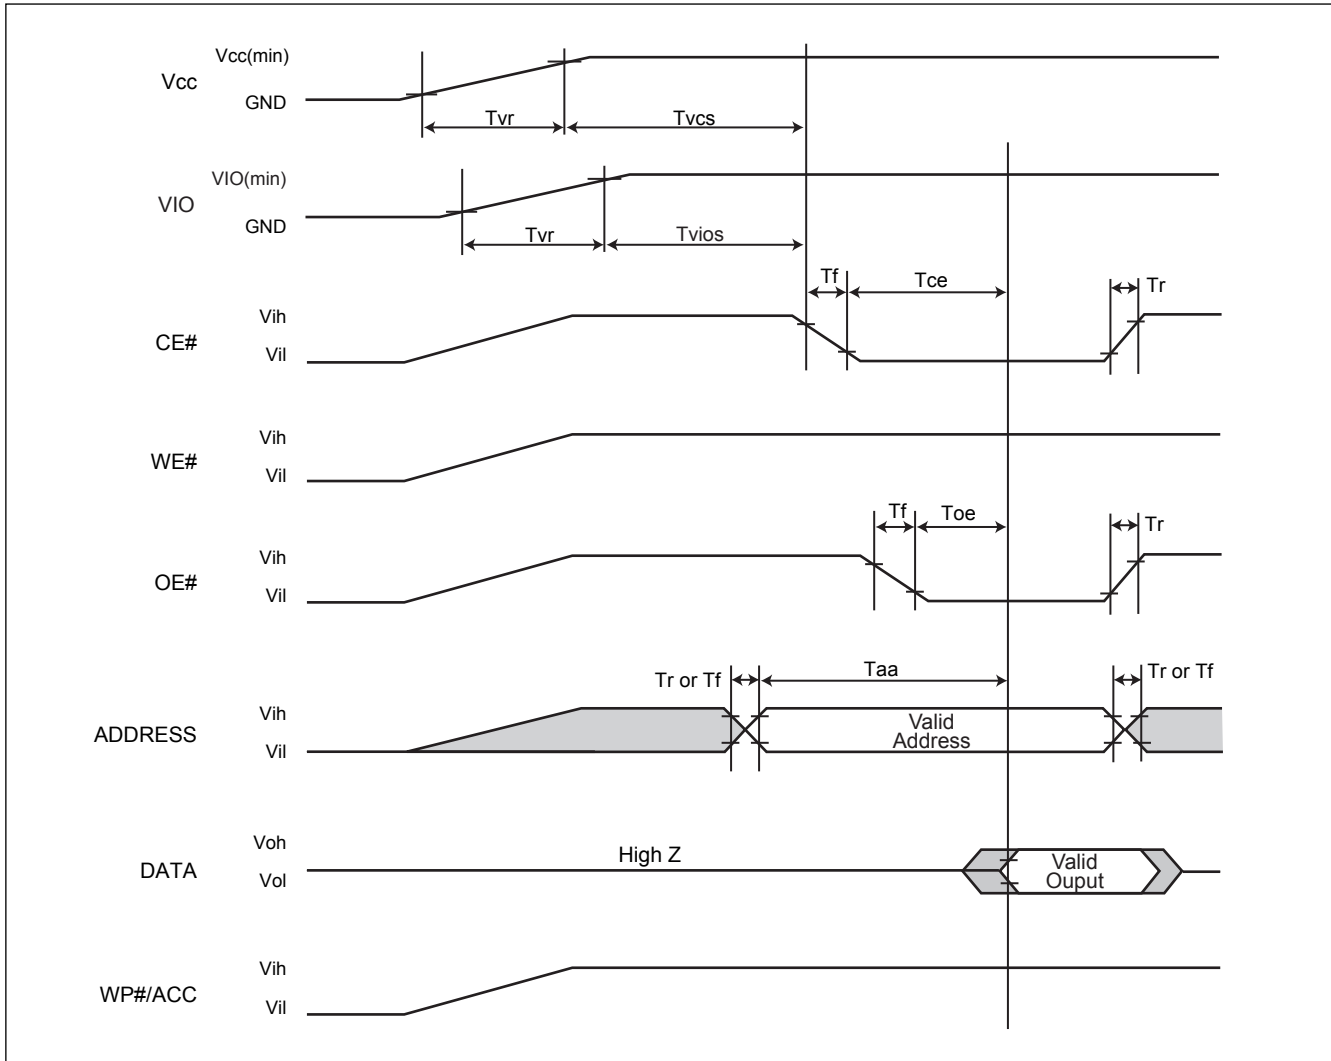 Vcc(min)
Vcc
GND
Tvr
Tvcs
VIO(min)
VIO
GND
Tvr
Tvios
Tf
Tce
Tr
Vih
CE#
Vil
Vih
WE#
Vil
Tf
Toe
Tr
Vih
OE#
Vil
Tr or Tf
Taa
Tr or Tf
Vih
ADDRESS
Vil
Valid
Address
Voh
DATA
Vol
High Z
Valid
Ouput
Vih
WP#/ACC
Vil